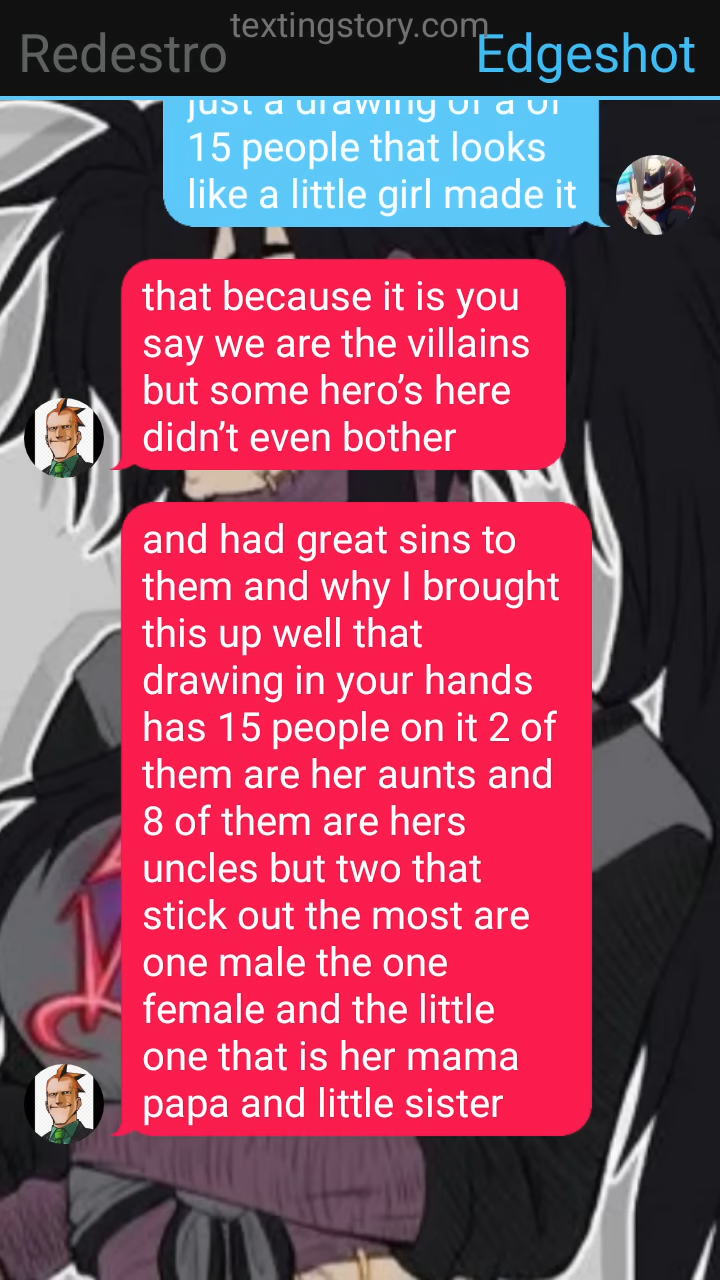 textingstory.com
Redestro
Edgeshot
just a drawing of a of
15 people that looks
like a little girl made it
that because it is you
say we are the villains
but some hero’s here
didn’t even bother
and had great sins to
them and why I brought
this up well that
drawing in your hands
has 15 people on it 2 of
them are her aunts and
8 of them are hers
uncles but two that
stick out the most are
one male the one
female and the little
one that is her mama
papa and little sister